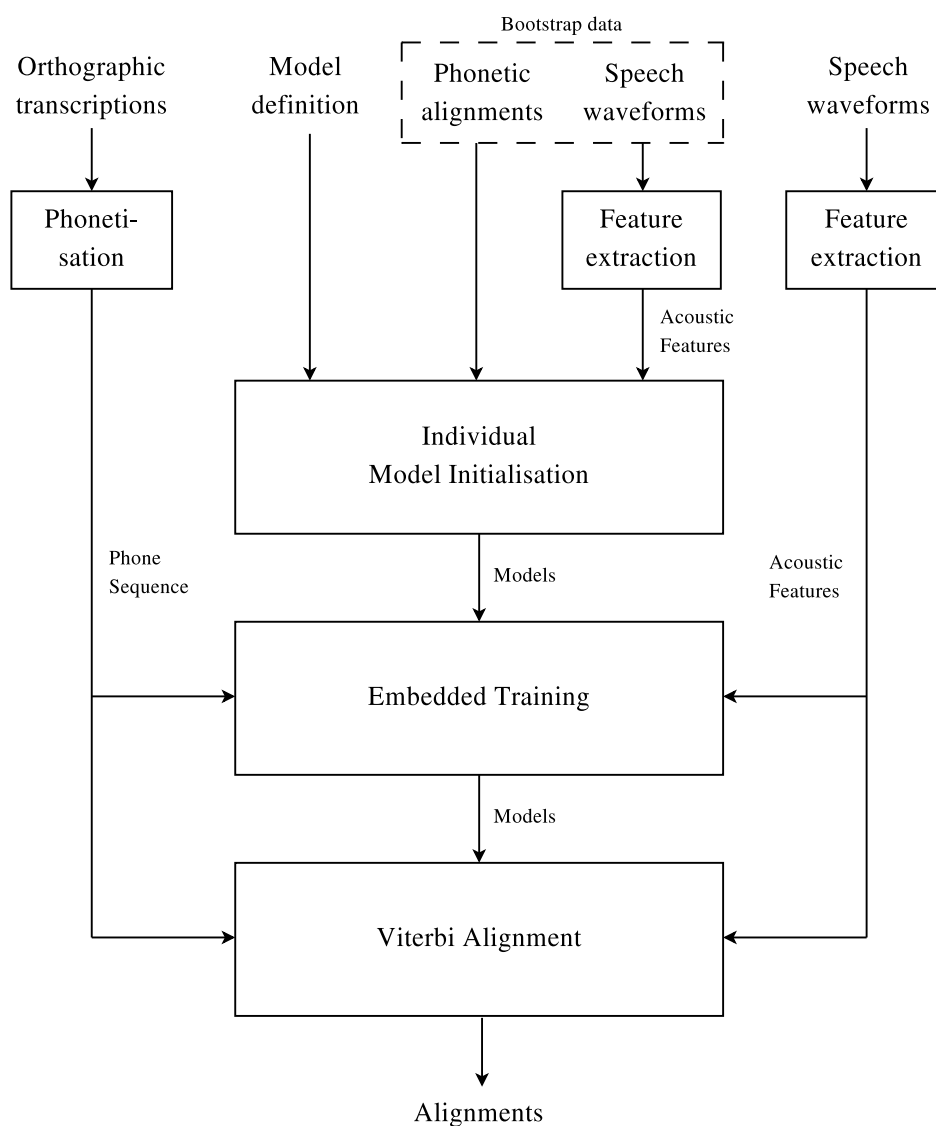 Bootstrap data
Orthographic
transcriptions
Model
definition
Phonetic
alignments
Speech
waveforms
Speech
waveforms
Phoneti-
sation
Feature
extraction
Feature
extraction
Acoustic
Features
Individual
Model Initialisation
Phone
Sequence
Models
Acoustic
Features
Embedded Training
Models
Viterbi Alignment
Alignments